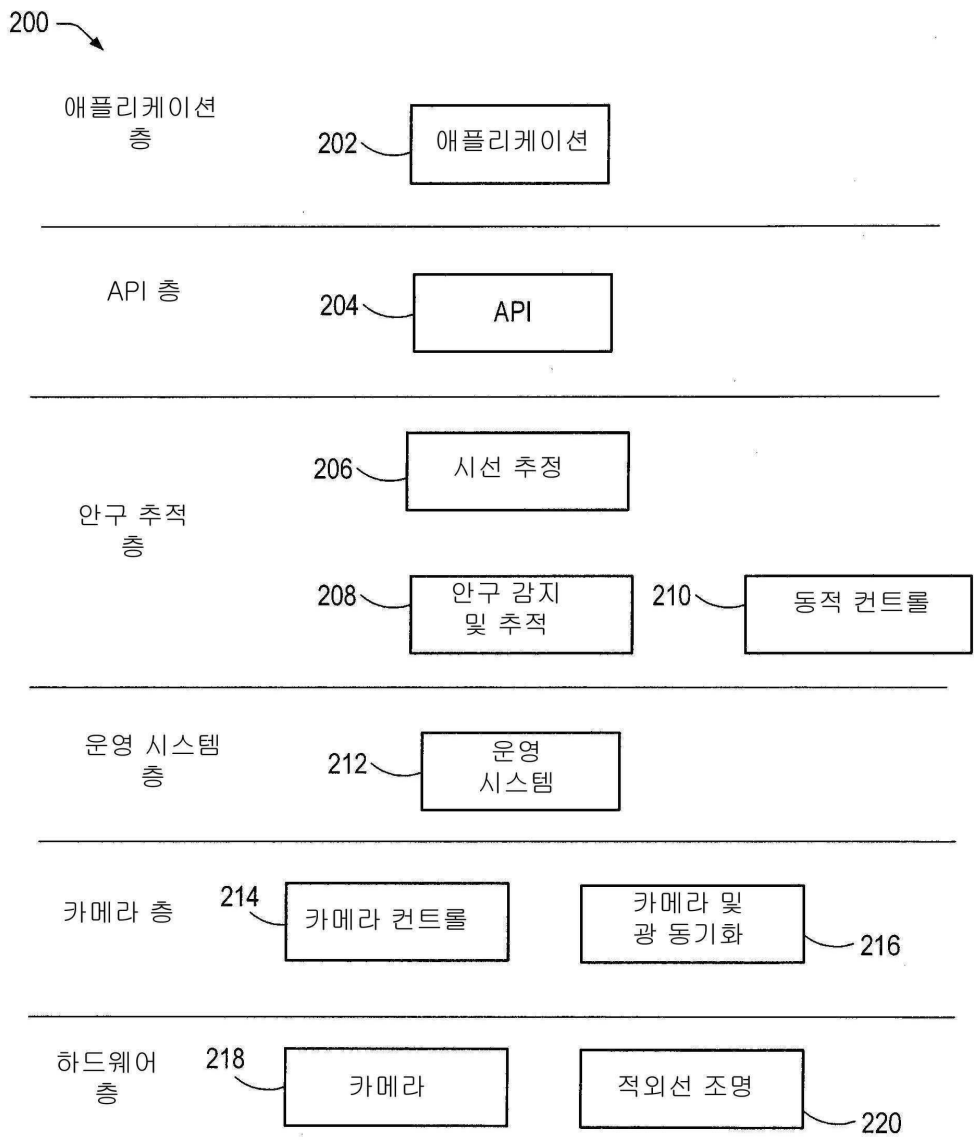 200
애플리케이션
층
202
애플리케이션
API 층
204
API
안구 추적
층
206
시선 추정
208
안구 감지
및 추적
210
동적 컨트롤
운영 시스템
층
212
운영
시스템
카메라 층
214
카메라 컨트롤
카메라 및
광 동기화
216
하드웨어
층
218
카메라
적외선 조명
220